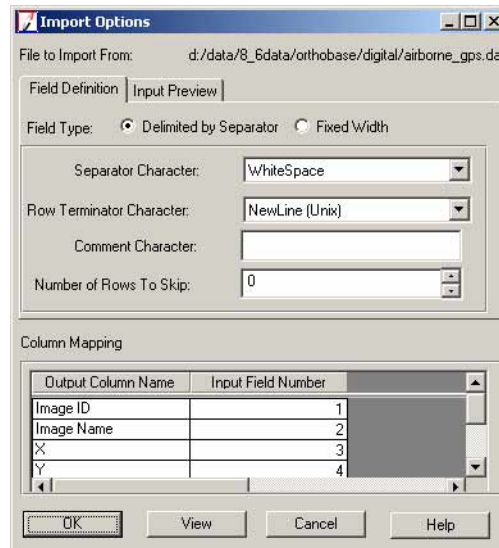 Import Options
File to Import From: d:/data/8_6data/orthobase/digital/airborne_gps.da
Field Definition Input Preview
Field Type: Delimited by Separator Fixed Width
Separator Character: WhiteSpace
Row Terminator Character: NewLine (Unix)
Comment Character:
Number of Rows To Skip: 0
Column Mapping
Output Column Name Input Field Number
Image ID 1
Image Name 2
X 3
Y 4
OK View Cancel Help